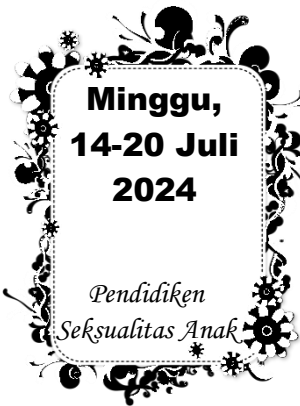 Minggu,
14-20 Juli
2024
Pendidiken
Seksualitas Anak